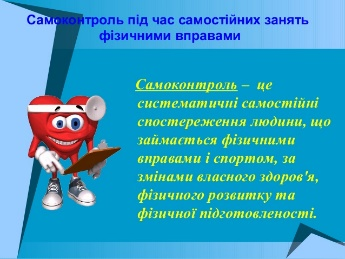 Самоконтроль під час самостійних занять
фізичними вправами
Самоконтроль – це
систематичні самостійні
спостереження людини, що
займається фізичними
вправами і спортом, за
змінами власного здоров'я,
фізичного розвитку та
фізичної підготовленості.